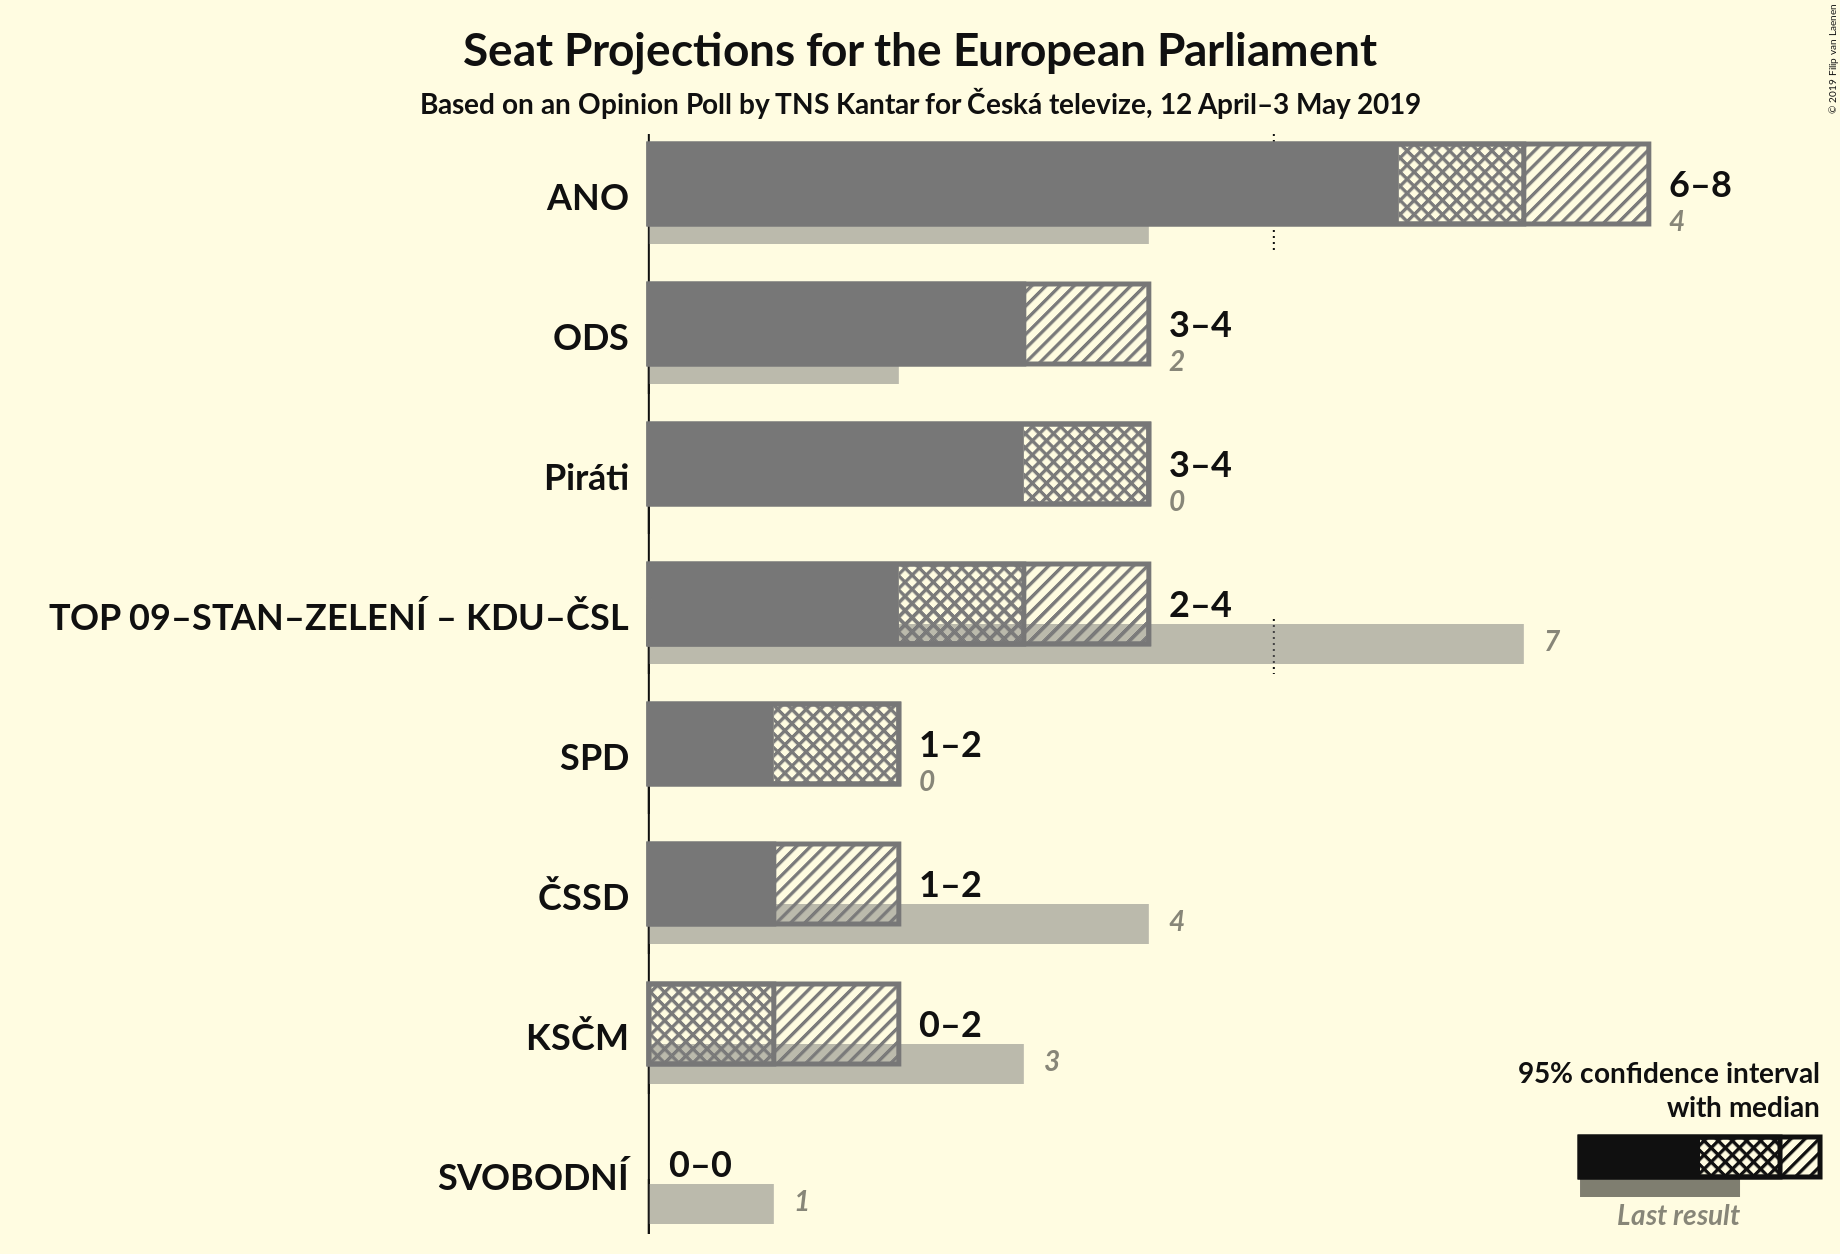 Seat Projections for the European Parliament
Based on an Opinion Poll by TNS Kantar for Česká televize, 12 April–3 May 2019
© 2019 Filip van Laenen
ANO
6–8
4
ODS
3–4
2
Piráti
3–4
0
TOP 09–STAN–ZELENÍ – KDU–ČSL
2–4
7
SPD
1–2
0
ČSSD
1–2
4
KSČM
0–2
3
SVOBODNÍ
0–0
1
95% confidence interval
with median
Last result